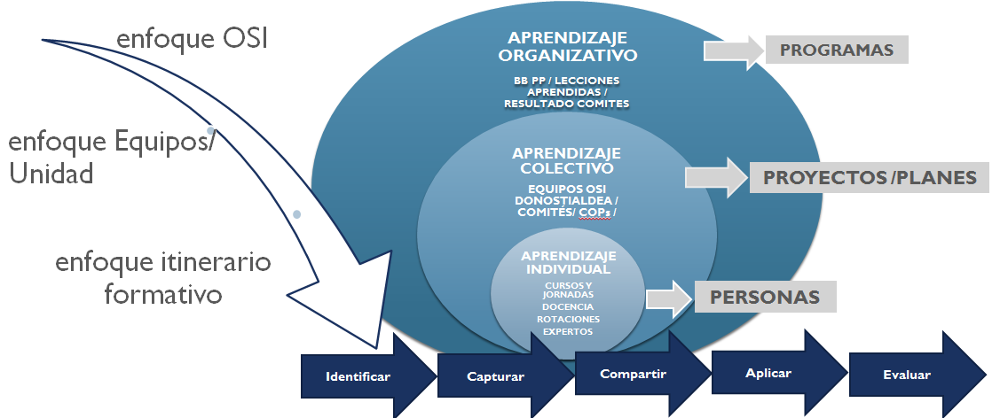 enfoque OSI
enfoque Equipos/
Unidad
enfoque itinerario
formativo
APRENDIZAJE
ORGANIZATIVO
BB PP / LECCIONES
APRENDIDAS /
RESULTADO COMITES
PROGRAMAS
APRENDIZAJE
COLECTIVO
EQUIPOS OSI
DONOSTIALDEA /
COMITÉS/ COPs /
PROYECTOS /PLANES
APRENDIZAJE
INDIVIDUAL
CURSOS Y
JORNADAS
DOCENCIA
ROTACIONES
EXPERTOS
PERSONAS
Identificar
Capturar
Compartir
Aplicar
Evaluar